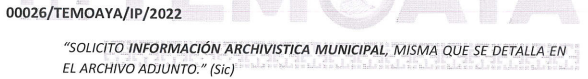 00026/TEMOAYA/IP/2022
"SOLICITO INFORMACIÓN ARCHIVISTICA MUNICIPAL, MISMA QUE SE DETALLA EN
EL ARCHIVO ADJUNTO." (Sic)